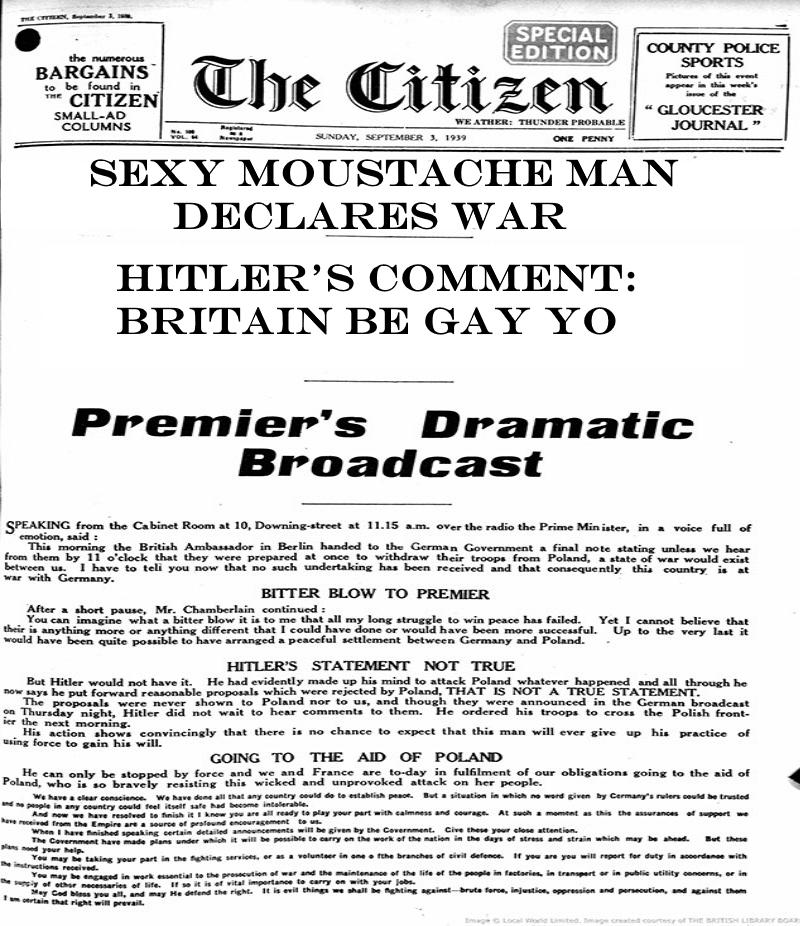 THE CITIZEN, September 3, 1939.
the numerous
BARGAINS
to be found in
THE CITIZEN
SMALL-AD
COLUMNS
SPECIAL
EDITION
The Citizen
COUNTY POLICE
SPORTS
Pictures of this event
appear in this week's
issue of the
" GLOUCESTER
JOURNAL "
WEATHER: THUNDER PROBABLE
VOL. 64
Registered
as a
Newspaper
SUNDAY, SEPTEMBER 3, 1939
ONE PENNY
SEXY MOUSTACHE MAN
DECLARES WAR
HITLER'S COMMENT:
BRITAIN BE GAY YO
Premier's Dramatic
Broadcast
SPEAKING from the Cabinet Room at 10, Downing-street at 11.15 a.m. over the radio the Prime Minister, in a voice full of
emotion, said :
This morning the British Ambassador in Berlin handed to the German Government a final note stating unless we hear
from them by 11 o'clock that they were prepared at once to withdraw their troops from Poland, a state of war would exist
between us. I have to tell you now that no such undertaking has been received and that consequently this country is at
war with Germany.
BITTER BLOW TO PREMIER
After a short pause, Mr. Chamberlain continued :
You can imagine what a bitter blow it is to me that all my long struggle to win peace has failed. Yet I cannot believe that
their is anything more or anything different that I could have done or would have been more successful. Up to the very last it
would have been quite possible to have arranged a peaceful settlement between Germany and Poland.
HITLER'S STATEMENT NOT TRUE
But Hitler would not have it. He had evidently made up his mind to attack Poland whatever happened and all through he
now says he put forward reasonable proposals which were rejected by Poland, THAT IS NOT A TRUE STATEMENT.
The proposals were never shown to Poland nor to us, and though they were announced in the German broadcast
on Thursday night, Hitler did not wait to hear comments to them. He ordered his troops to cross the Polish front-
ier the next morning.
His action shows convincingly that there is no chance to expect that this man will ever give up his practice of
using force to gain his will.
GOING TO THE AID OF POLAND
He can only be stopped by force and we and France are to-day in fulfilment of our obligations going to the aid of
Poland, who is so bravely resisting this wicked and unprovoked attack on her people.
We have a clear conscience. We have done all that any country could do to establish peace. But a situation in which no word given by Germany's rulers could be trusted
and no people in any country could feel itself safe had become intolerable.
And now we have resolved to finish it I know you are all ready to play your part with calmness and courage. At such a moment as this the assurances of support we
have received from the Empire are a source of profound encouragement to us.
When I have finished speaking certain detailed announcements will be given by the Government. Give these your close attention.
The Government have made plans under which it will be possible to carry on the work of the nation in the days of stress and strain which may be ahead. But these
plans need your help.
You may be taking your part in the fighting services, or as a volunteer in one o fthe branches of civil defence. If you are you will report for duty in accordance with
the instructions received.
You may be engaged in work essential to the prosecution of war and the maintenance of the life of the people in factories, in transport or in public utility concerns, or in
the supply of other necessaries of life. If so it is of vital importance to carry on with your jobs.
May God bless you all, and may He defend the right. It is evil things we shall be fighting against—brute force, injustice, oppression and persecution, and against them
I am certain that right will prevail.
Image © Local World Limited. Image created courtesy of THE BRITISH LIBRARY BOARD